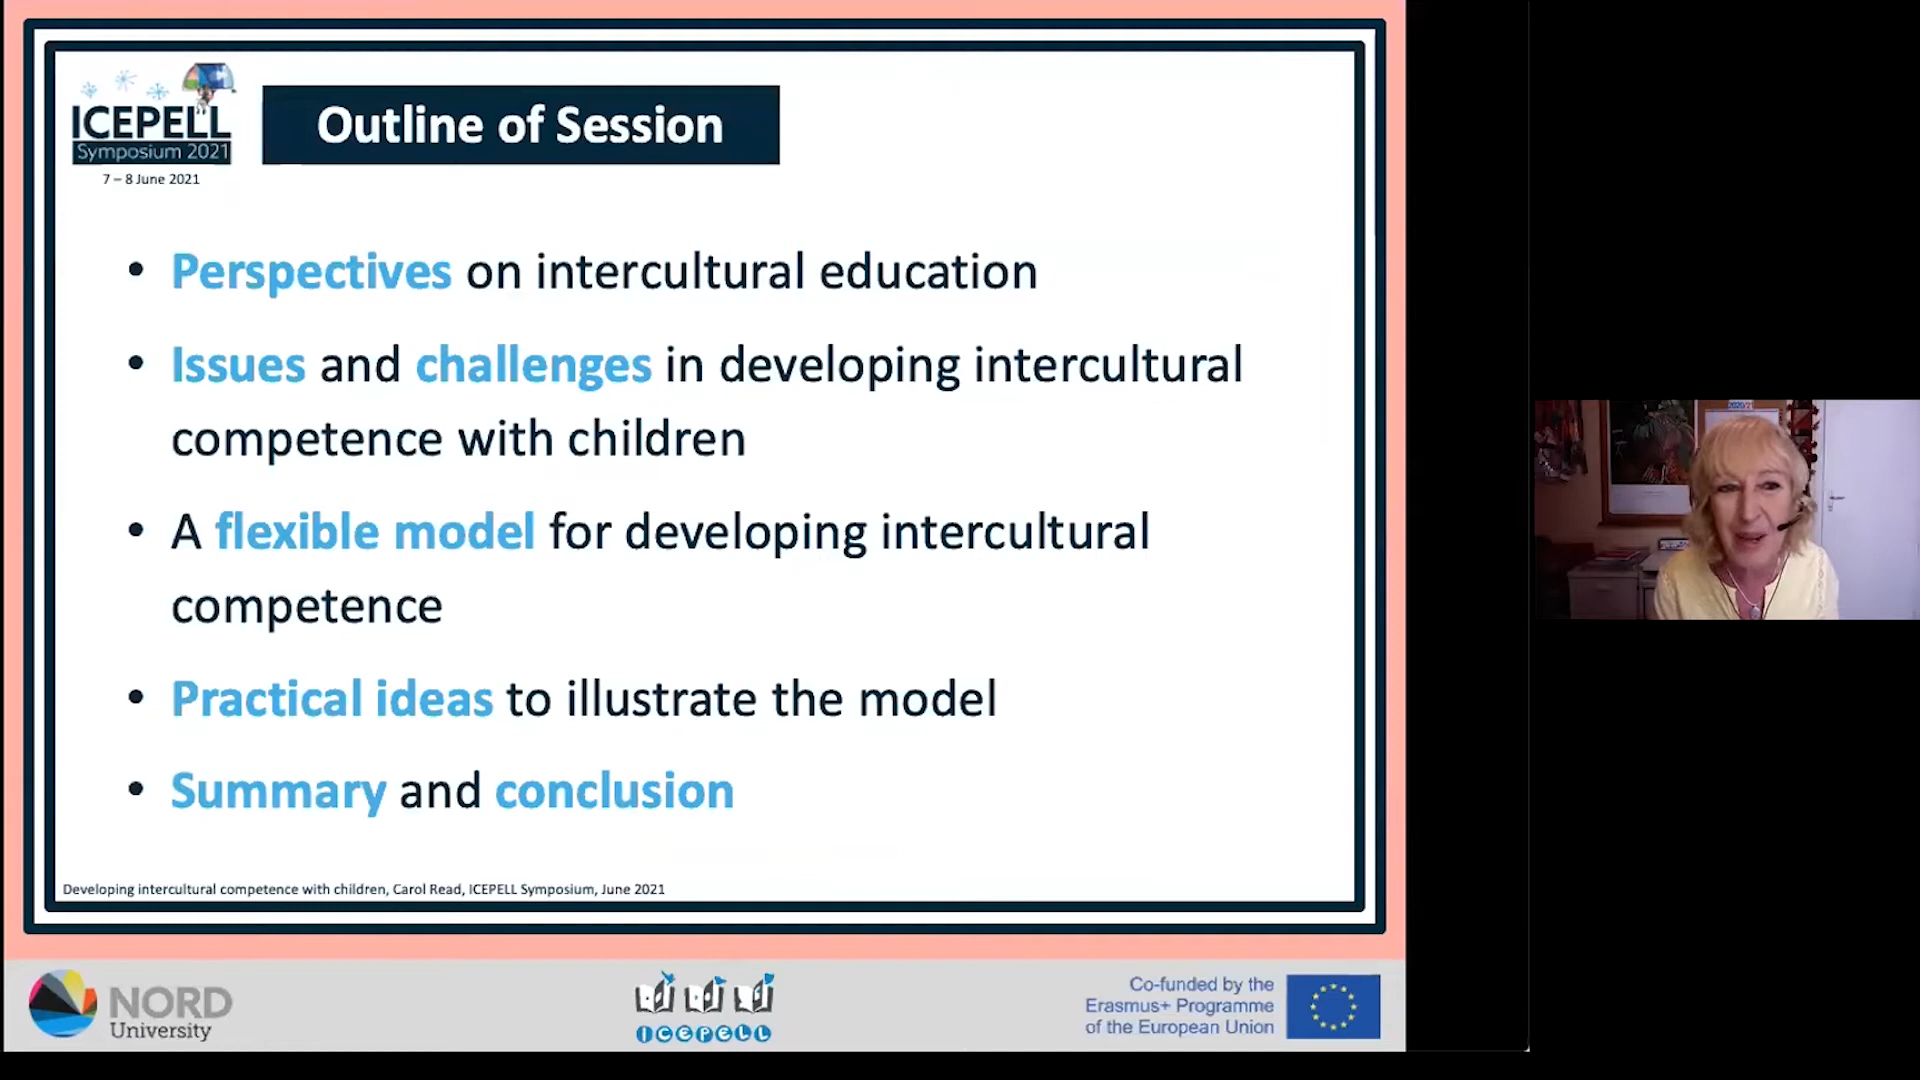 ICEPELL
Symposium 2021
7 – 8 June 2021
Outline of Session
• Perspectives on intercultural education
• Issues and challenges in developing intercultural
competence with children
• A flexible model for developing intercultural
competence
• Practical ideas to illustrate the model
• Summary and conclusion
Developing intercultural competence with children, Carol Read, ICEPELL Symposium, June 2021
NORD
University
ICEPELL
Co-funded by the
Erasmus+ Programme
of the European Union
2020/21